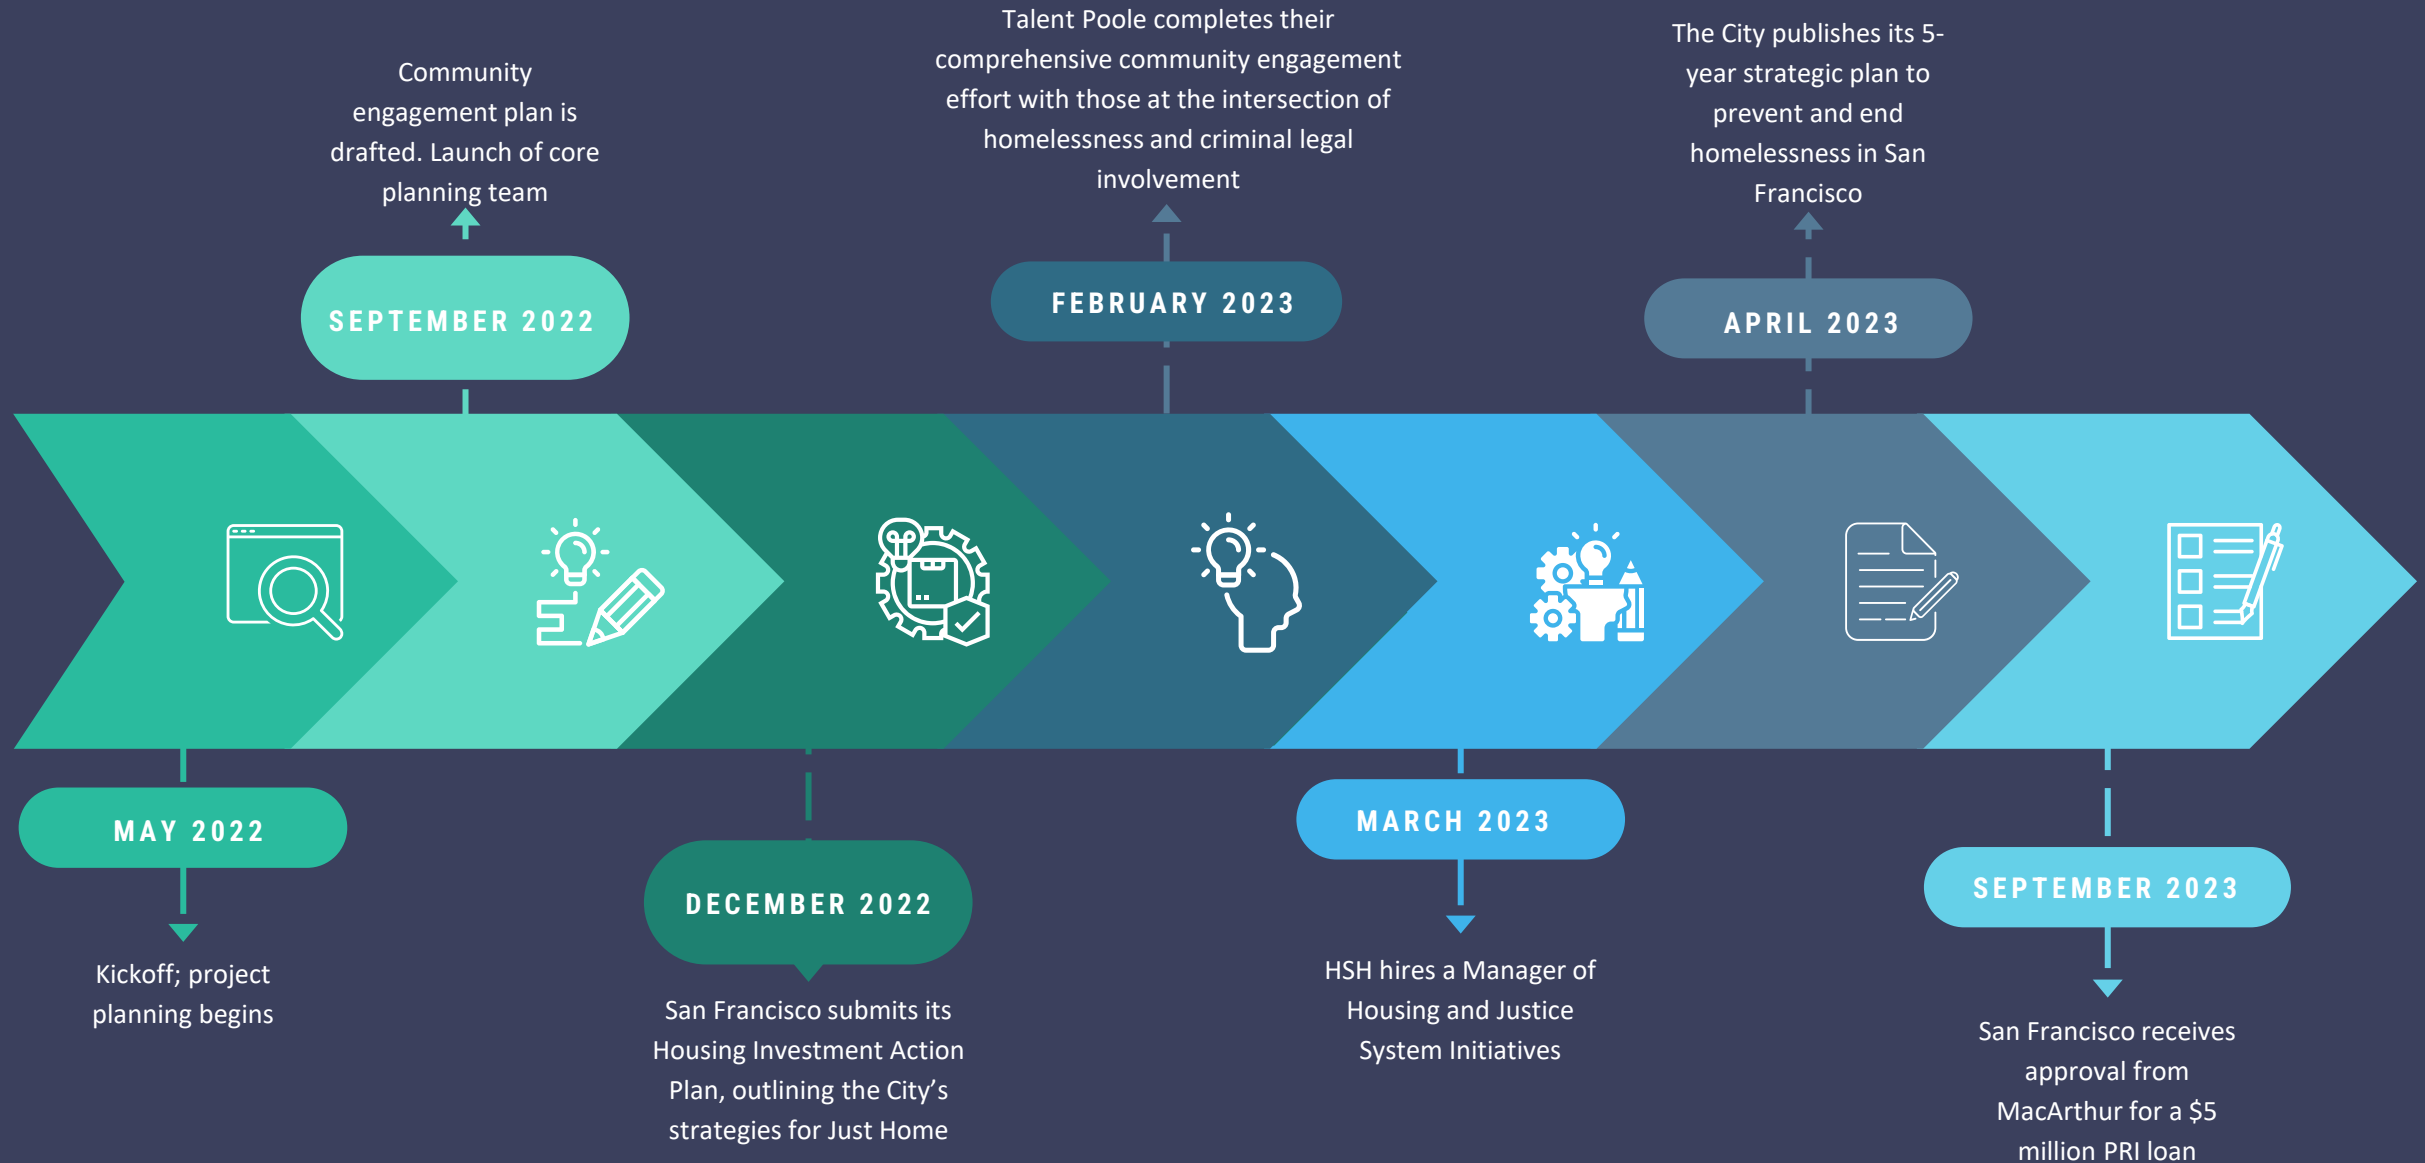 Community
engagement plan is
drafted. Launch of core
planning team
SEPTEMBER 2022
Talent Poole completes their
comprehensive community engagement
effort with those at the intersection of
homelessness and criminal legal
involvement
FEBRUARY 2023
The City publishes its 5-
year strategic plan to
prevent and end
homelessness in San
Francisco
APRIL 2023
MAY 2022
Kickoff; project
planning begins
DECEMBER 2022
San Francisco submits its
Housing Investment Action
Plan, outlining the City’s
strategies for Just Home
MARCH 2023
HSH hires a Manager of
Housing and Justice
System Initiatives
SEPTEMBER 2023
San Francisco receives
approval from
MacArthur for a $5
million PRI loan